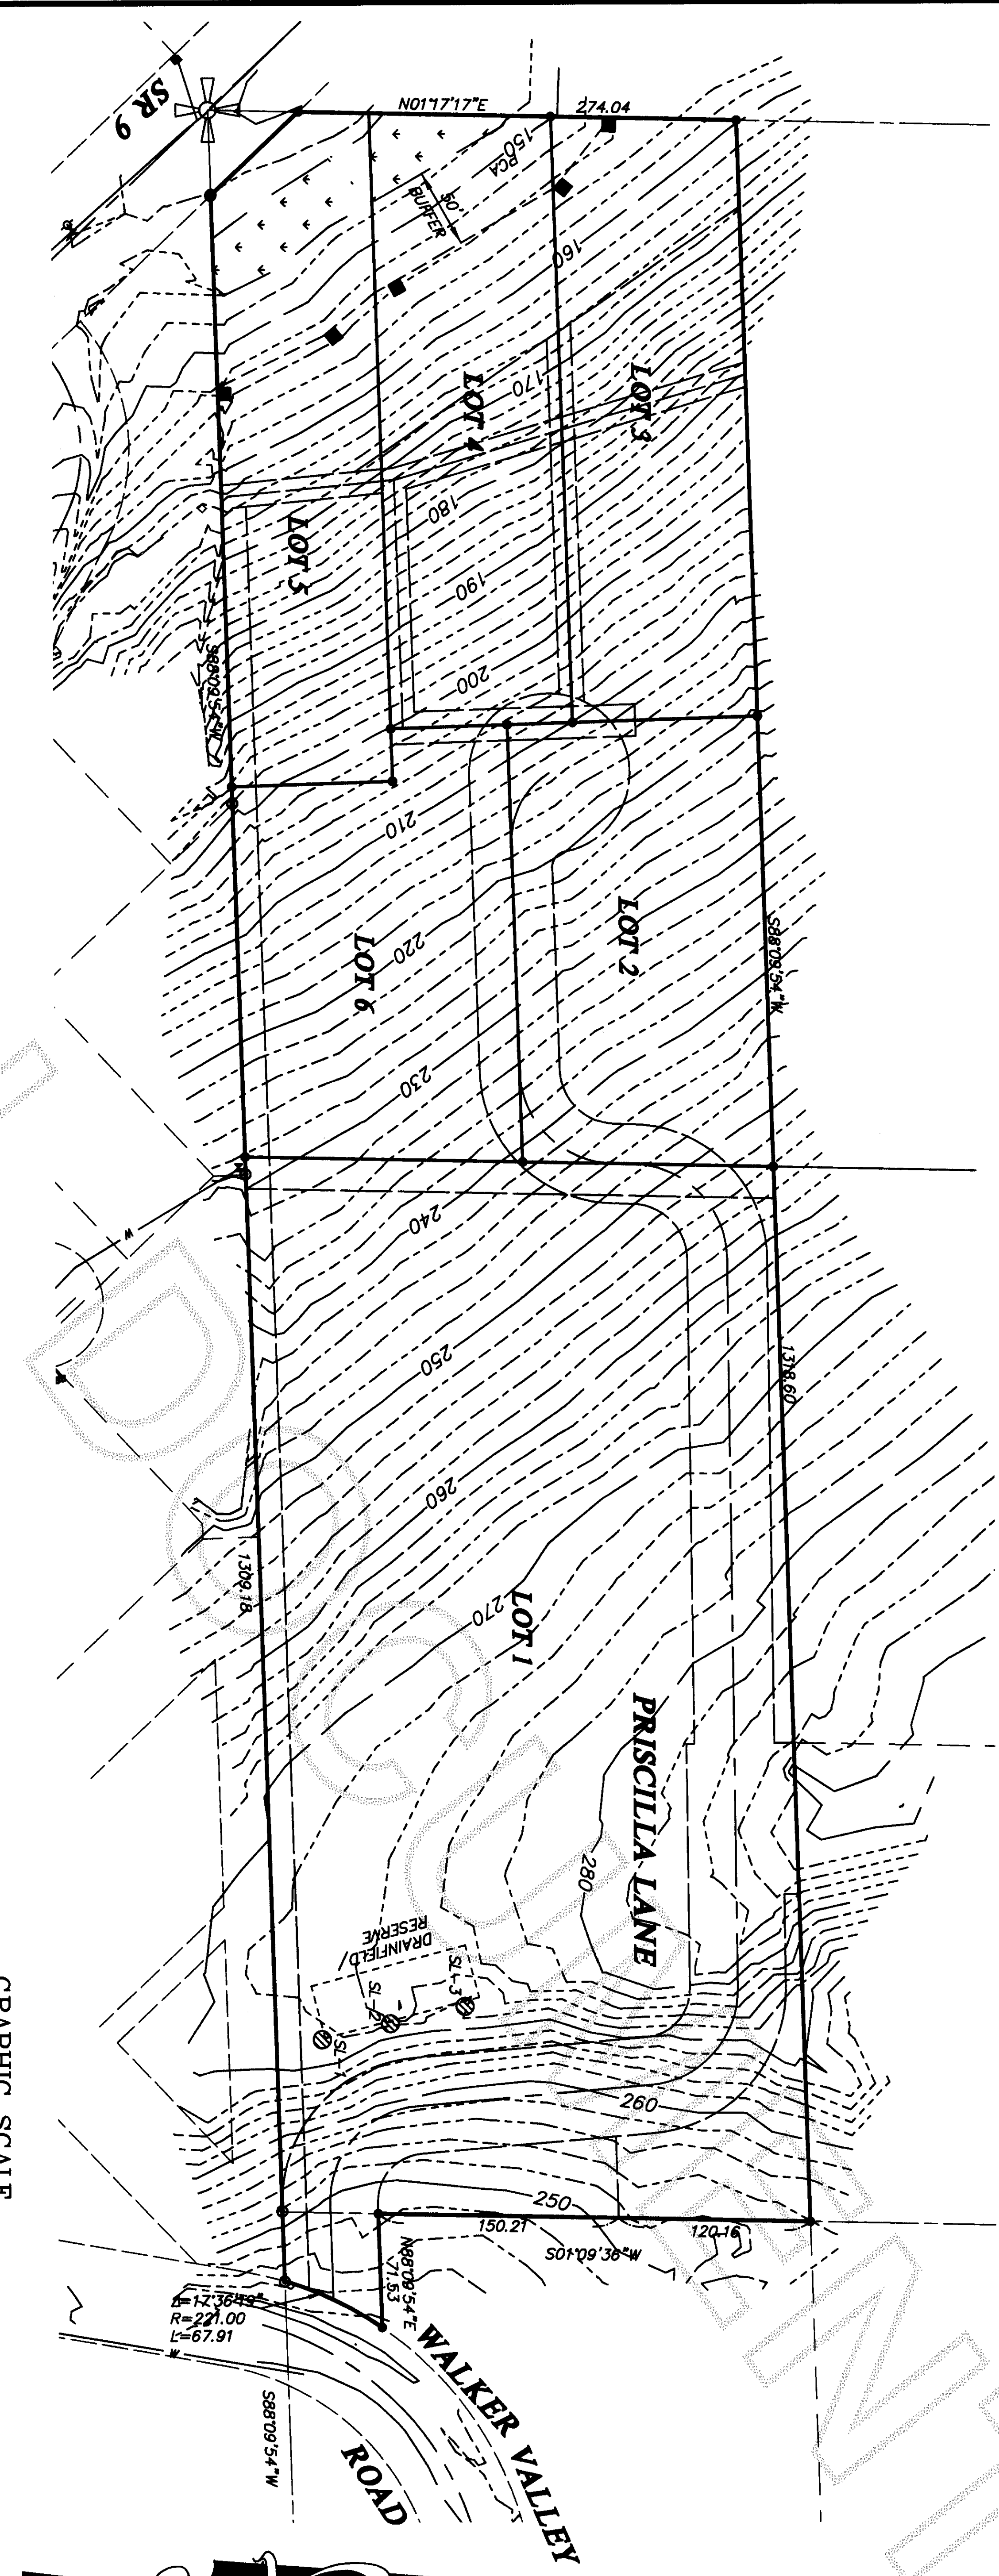 SR 9
N01°17'17"E
274.04
150
PCA
50'
BUFFER
160
LOT 3
LOT 4
170
180
LOT 5
190
S88°09'54"W
200
210
LOT 2
LOT 6
220
S88°09'54"W
230
240
250
1318.60
260
1309.18
LOT 1
270
PRISCILLA LANE
280
DRAINFIELD/
RESERVE
SL-3
SL-2
SL-1
260
250
150.21
120.16
S01°09'36"W
N88°09'54"E
71.53
Δ=17°36'19"
R=221.00
L=67.91
W
W
WALKER VALLEY
ROAD
S88°09'54"W
GRAPHIC SCALE
DOCUMENT